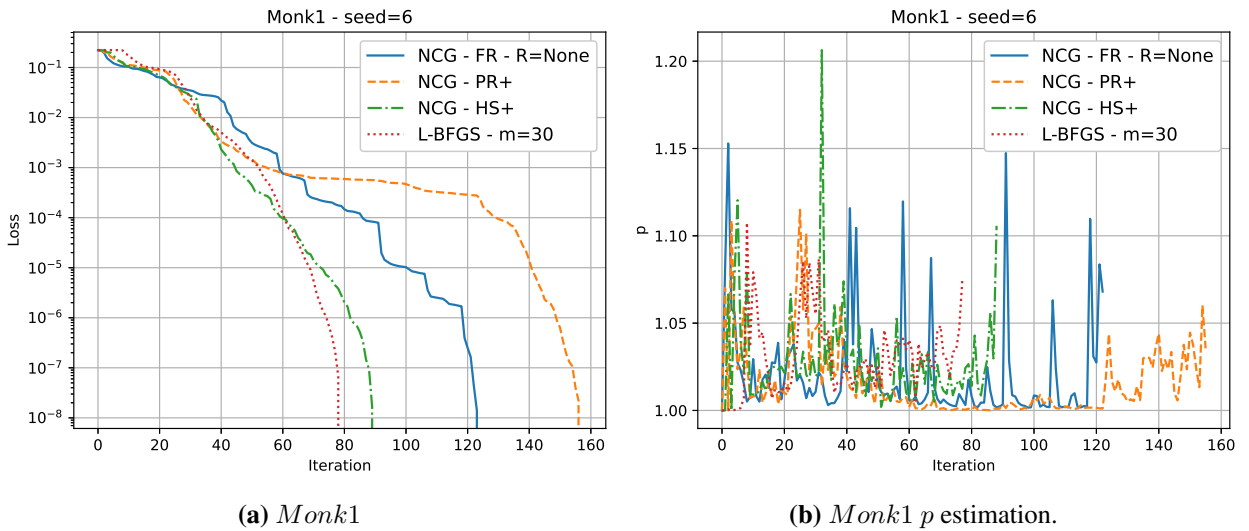 Monk1 - seed=6
NCG - FR - R=None
NCG - PR+
NCG - HS+
L-BFGS - m=30
Loss
10⁻¹
10⁻²
10⁻³
10⁻⁴
10⁻⁵
10⁻⁶
10⁻⁷
10⁻⁸
0 20 40 60 80 100 120 140 160
Iteration
(a) Monk1
Monk1 - seed=6
NCG - FR - R=None
NCG - PR+
NCG - HS+
L-BFGS - m=30
p
1.20
1.15
1.10
1.05
1.00
0 20 40 60 80 100 120 140 160
Iteration
(b) Monk1 p estimation.